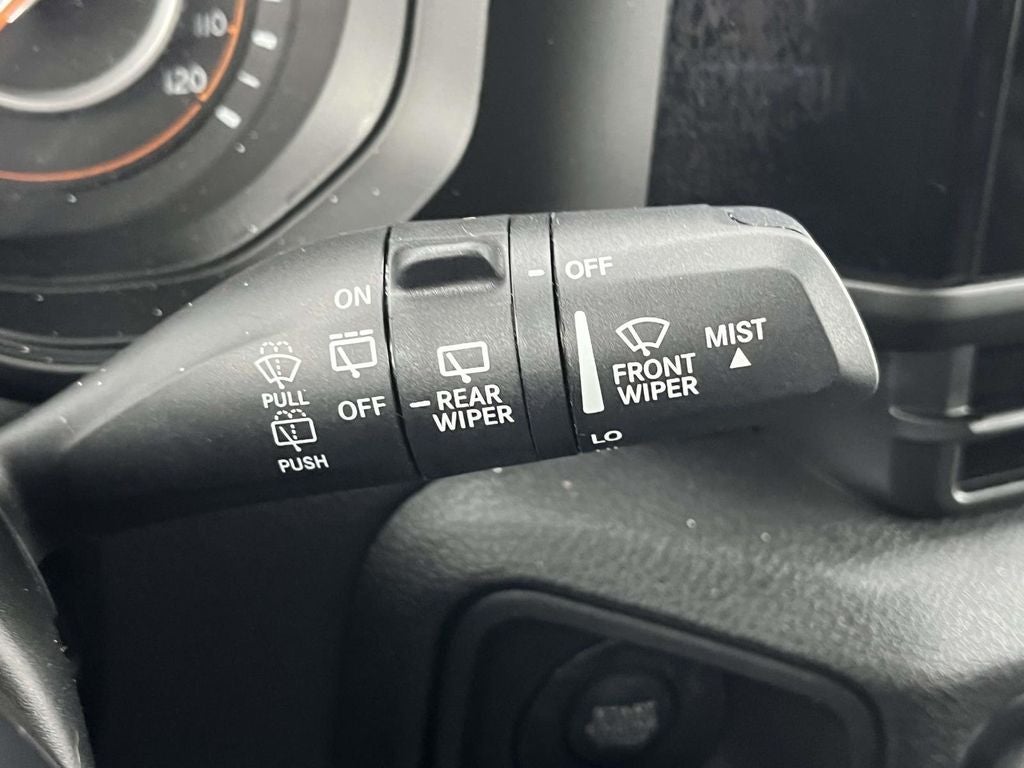 110
120
ON
OFF
PULL
PUSH
REAR
WIPER
OFF
FRONT
WIPER
MIST
LO